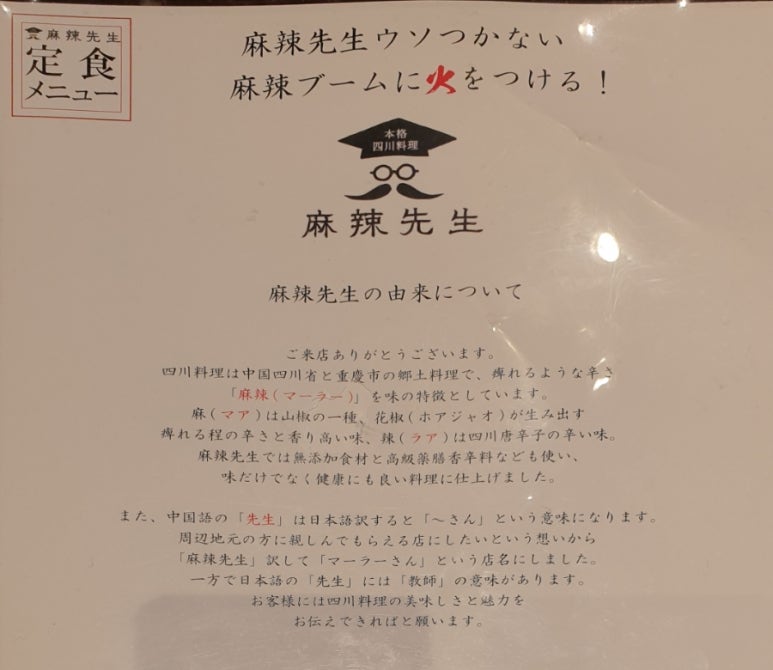 麻辣先生
定食
メニュー
麻辣先生ウソつかない
麻辣ブームに火をつける！
本格
四川料理
麻辣先生
麻辣先生の由来について
ご来店ありがとうございます。
四川料理は中国四川省と重慶市の郷土料理で、痺れるような辛さ
「麻辣(マーラー)」を味の特徴としています。
麻(マア)は山椒の一種、花椒(ホアジャオ)が生み出す
痺れる程の辛さと香り高い味、辣(ラア)は四川唐辛子の辛い味。
麻辣先生では無添加食材と高級薬膳香辛料なども使い、
味だけでなく健康にも良い料理に仕上げました。
また、中国語の「先生」は日本語訳すると「～さん」という意味になります。
周辺地元の方に親しんでもらえる店にしたいという想いから
「麻辣先生」訳して「マーラーさん」という店名にしました。
一方で日本語の「先生」には「教師」の意味があります。
お客様には四川料理の美味しさと魅力を
お伝えできればと願います。